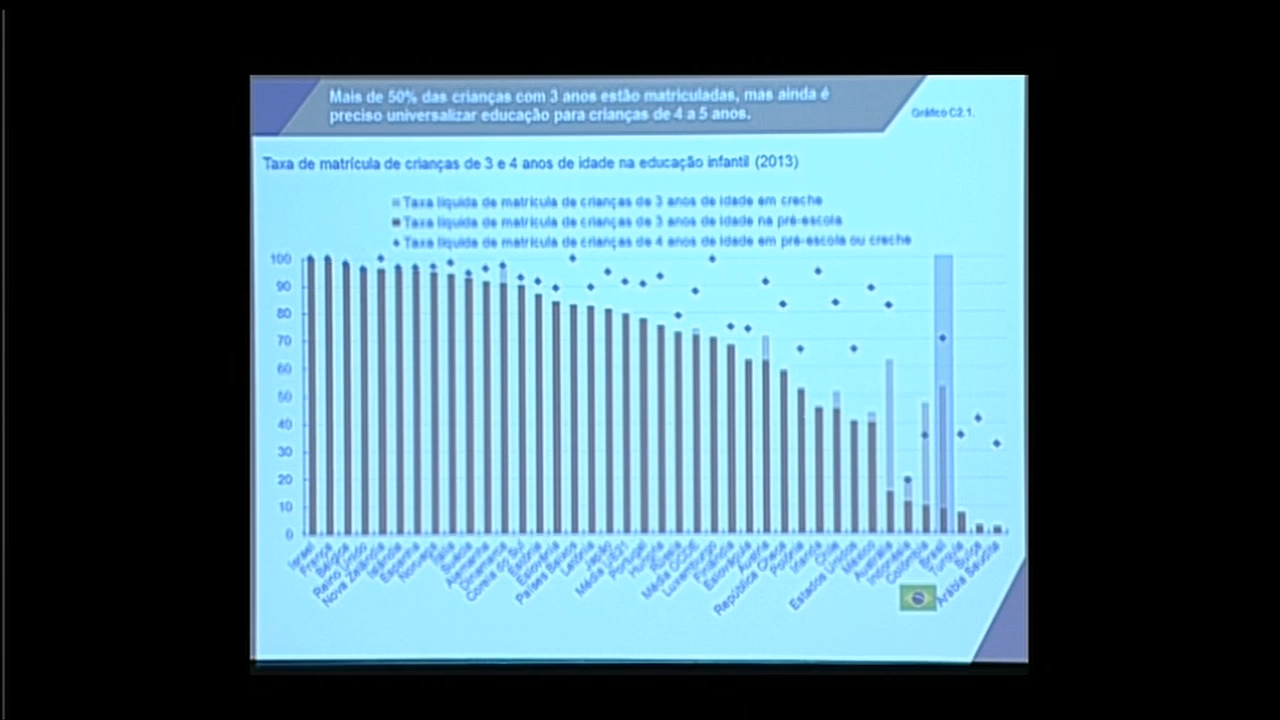 Mais de 50% das crianças com 3 anos estão matriculadas, mas ainda é
preciso universalizar educação para crianças de 4 a 5 anos.
Gráfico C2.1.
Taxa de matrícula de crianças de 3 e 4 anos de idade na educação infantil (2013)
Taxa líquida de matrícula de crianças de 3 anos de idade em creche
Taxa líquida de matrícula de crianças de 3 anos de idade na pré-escola
Taxa líquida de matrícula de crianças de 4 anos de idade em pré-escola ou creche
100
90
80
70
60
50
40
30
20
10
0
Israel
França
Bélgica
Reino Unido
Nova Zelândia
Islândia
Espanha
Noruega
Itália
Suécia
Alemanha
Dinamarca
Coreia do Sul
Estônia
Eslovênia
Países Baixos
Letônia
Japão
Média
Portugal
Hungria
Rússia
Média OCDE
Luxemburgo
Finlândia
Eslováquia
Áustria
República Checa
Polônia
Irlanda
Chile
Estados Unidos
México
Austrália
Indonésia
Colômbia
Brasil
Turquia
Suíça
Arábia Saudita